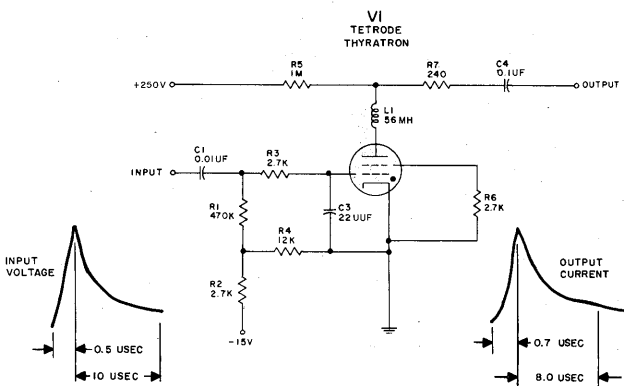 V1
TETRODE
THYRATRON
R5
1M
R7
240
C4
0.1UF
+250V
OUTPUT
L1
56MH
C1
0.01UF
R3
2.7K
INPUT
R1
470K
C3
22UUF
R6
2.7K
R4
12K
INPUT
VOLTAGE
OUTPUT
CURRENT
R2
2.7K
-15V
0.5 USEC
10 USEC
0.7 USEC
8.0 USEC